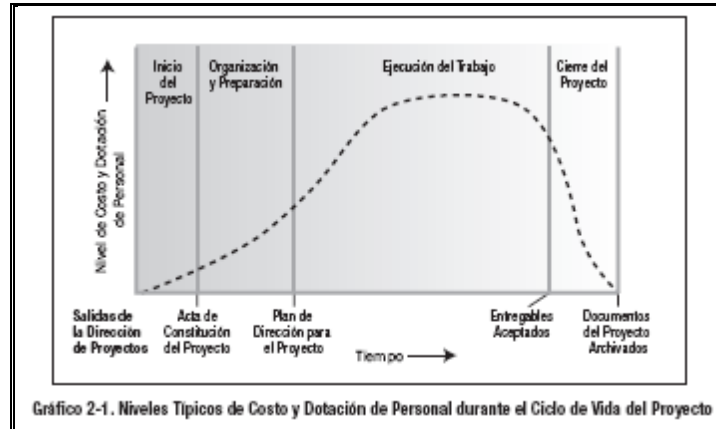 Inicio
del
Proyecto
Organización
y Preparación
Ejecución del Trabajo
Cierre del
Proyecto
Nivel de Costo y Dotación
de Personal
Salidas de
la Dirección
de Proyectos
Acta de
Constitución
del Proyecto
Plan de
Dirección para
el Proyecto
Tiempo
Entregables
Aceptados
Documentos
del Proyecto
Archivados
Gráfico 2-1. Niveles Típicos de Costo y Dotación de Personal durante el Ciclo de Vida del Proyecto